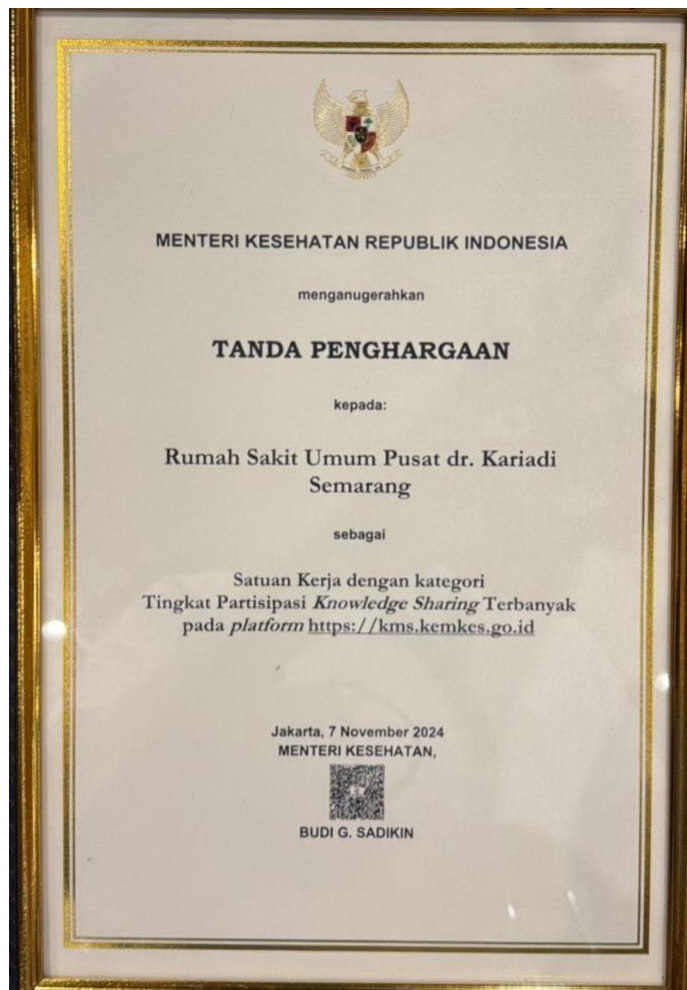 MENTERI KESEHATAN REPUBLIK INDONESIA
menganugerahkan
TANDA PENGHARGAAN
kepada:
Rumah Sakit Umum Pusat dr. Kariadi
Semarang
sebagai
Satuan Kerja dengan kategori
Tingkat Partisipasi Knowledge Sharing Terbanyak
pada platform https://kms.kemkes.go.id
Jakarta, 7 November 2024
MENTERI KESEHATAN,
BUDI G. SADIKIN